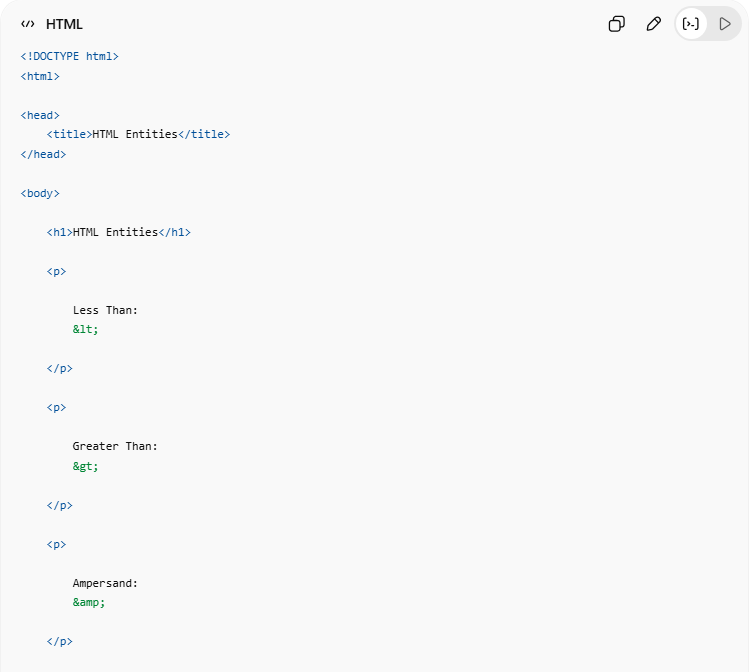 HTML
<!DOCTYPE html>
<html>
<head>
<title>HTML Entities</title>
</head>
<body>
<h1>HTML Entities</h1>
<p>
Less Than:
&lt;
</p>
<p>
Greater Than:
&gt;
</p>
<p>
Ampersand:
&amp;
</p>